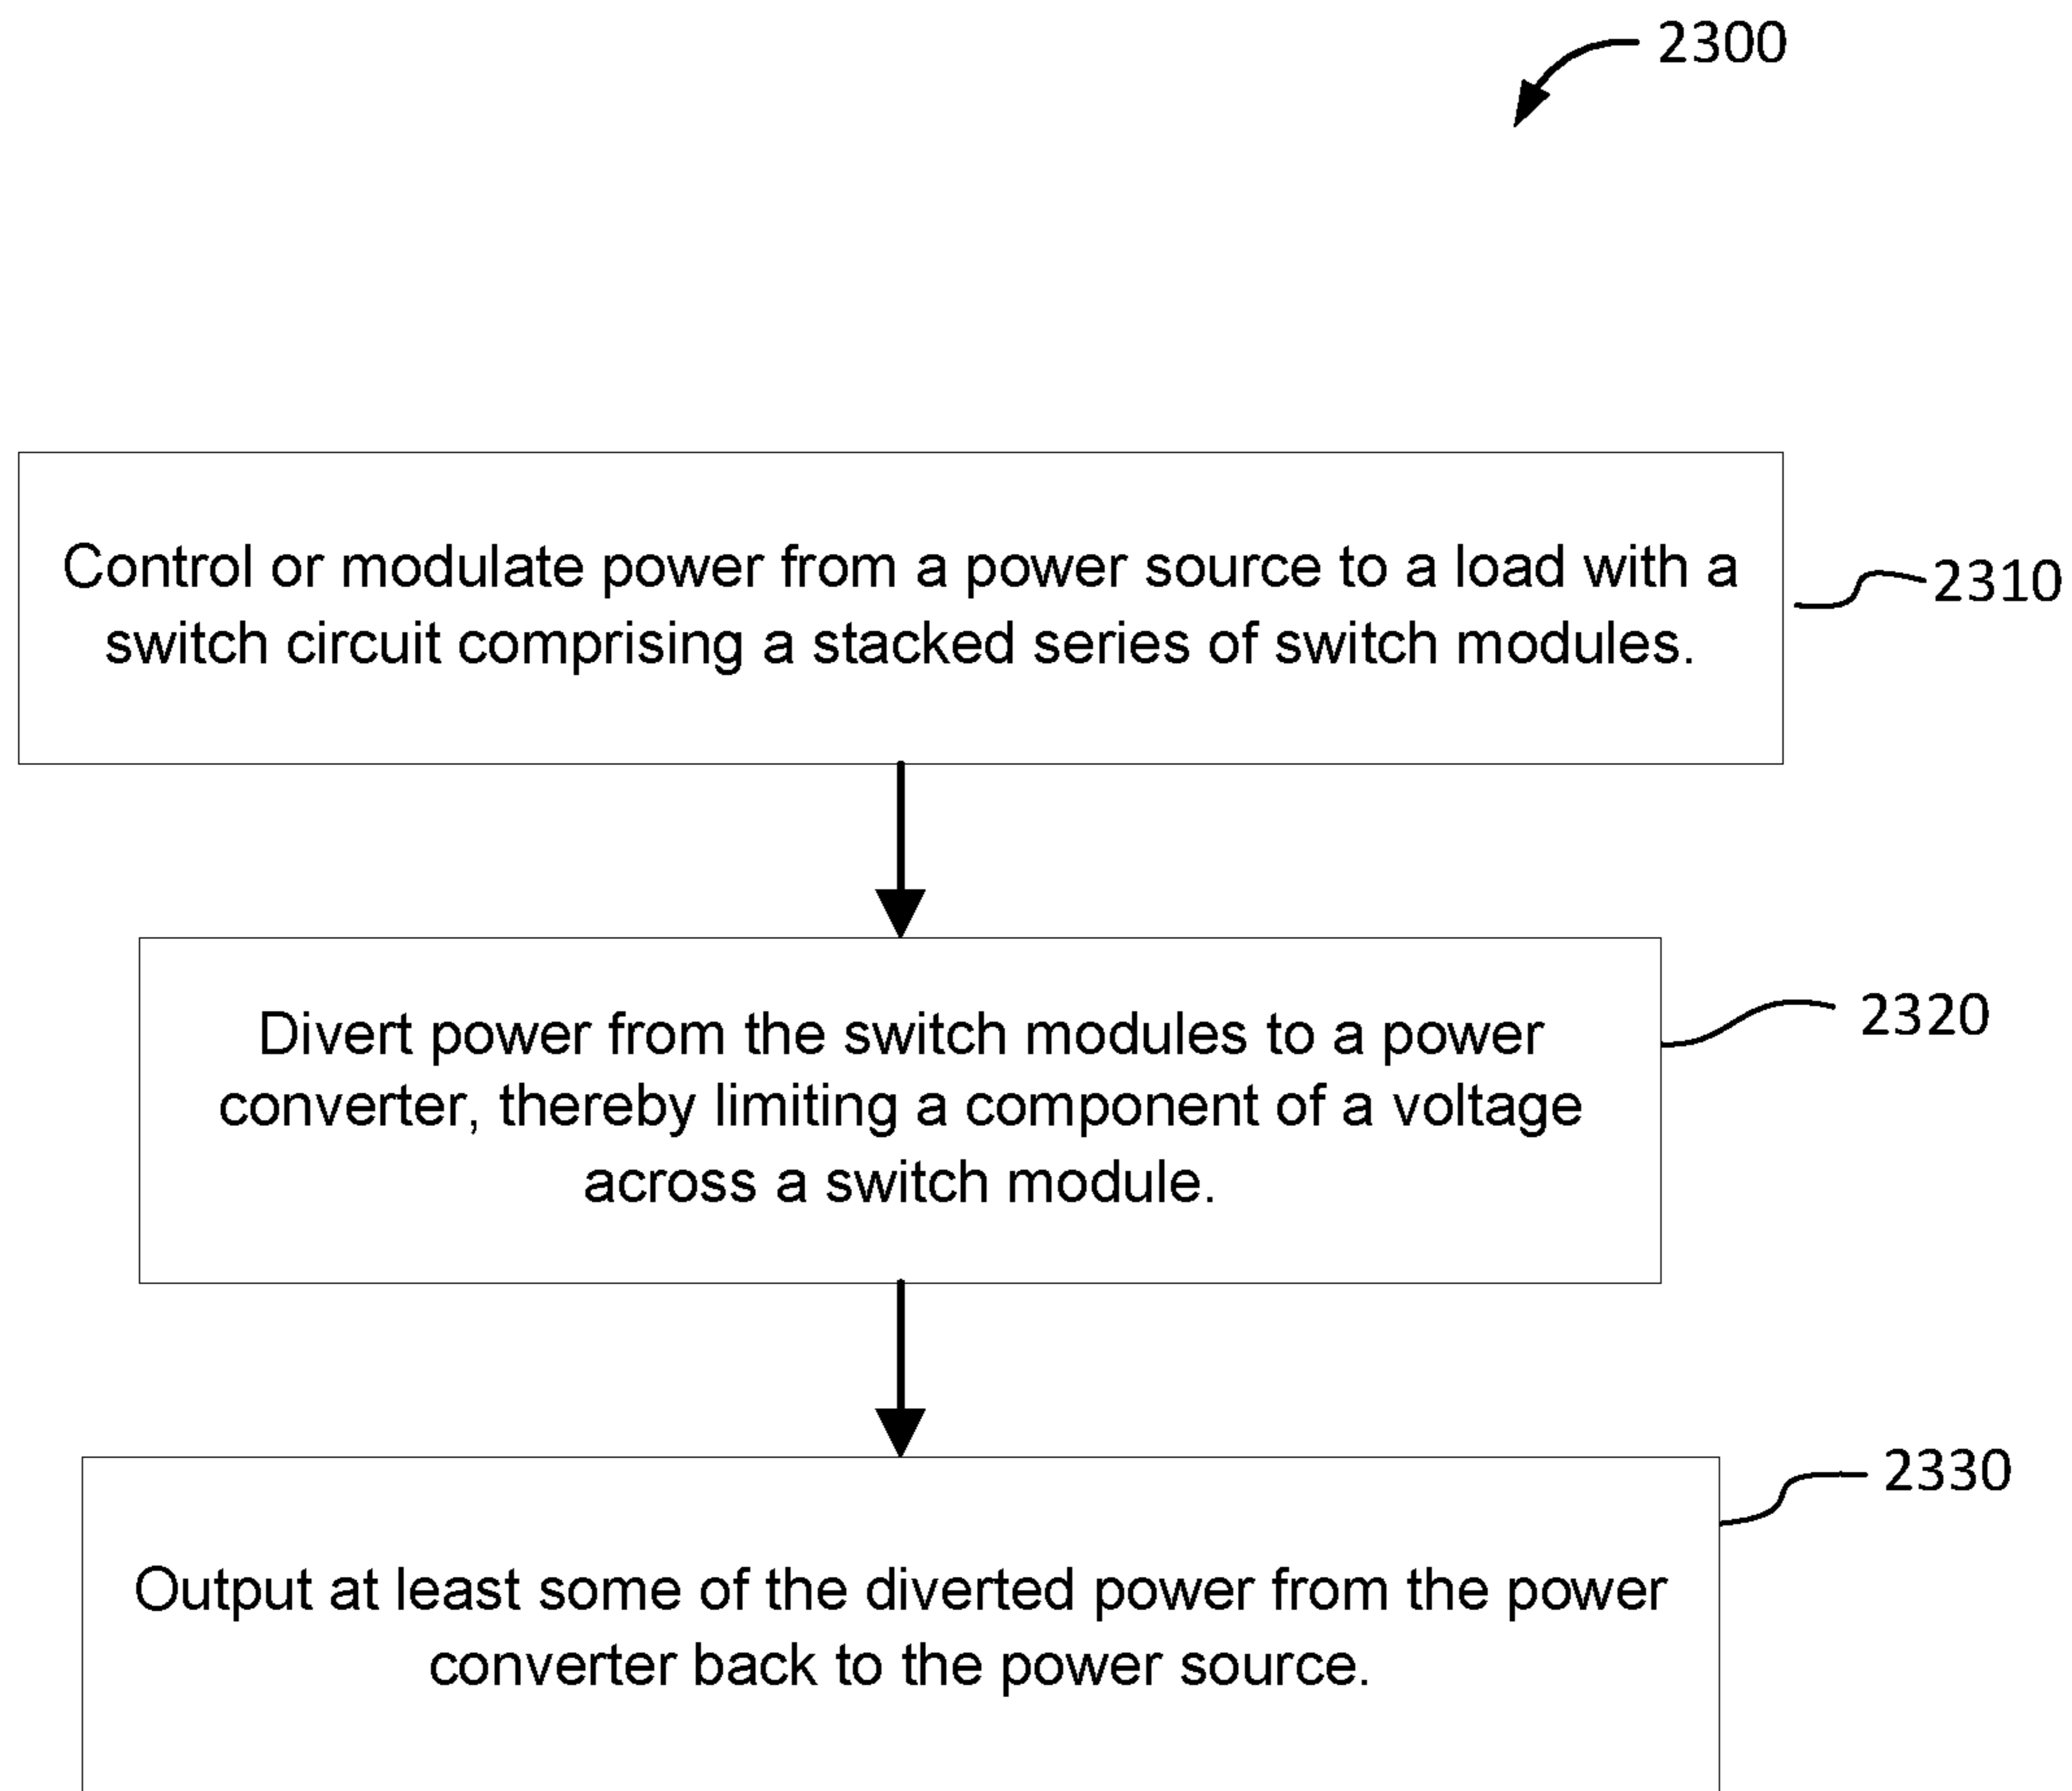 2300
Control or modulate power from a power source to a load with a
switch circuit comprising a stacked series of switch modules.
2310
Divert power from the switch modules to a power
converter, thereby limiting a component of a voltage
across a switch module.
2320
Output at least some of the diverted power from the power
converter back to the power source.
2330